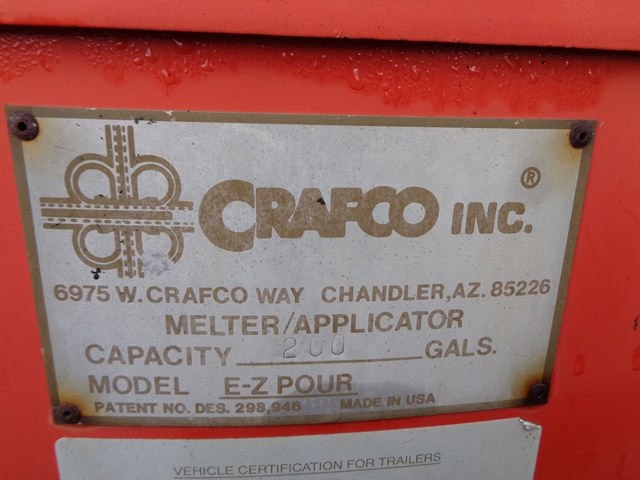 CRAFCO INC.®
6975 W. CRAFCO WAY CHANDLER, AZ. 85226
MELTER/APPLICATOR
CAPACITY 200 GALS.
MODEL E-Z POUR
PATENT NO. DES. 298,946 MADE IN USA
VEHICLE CERTIFICATION FOR TRAILERS